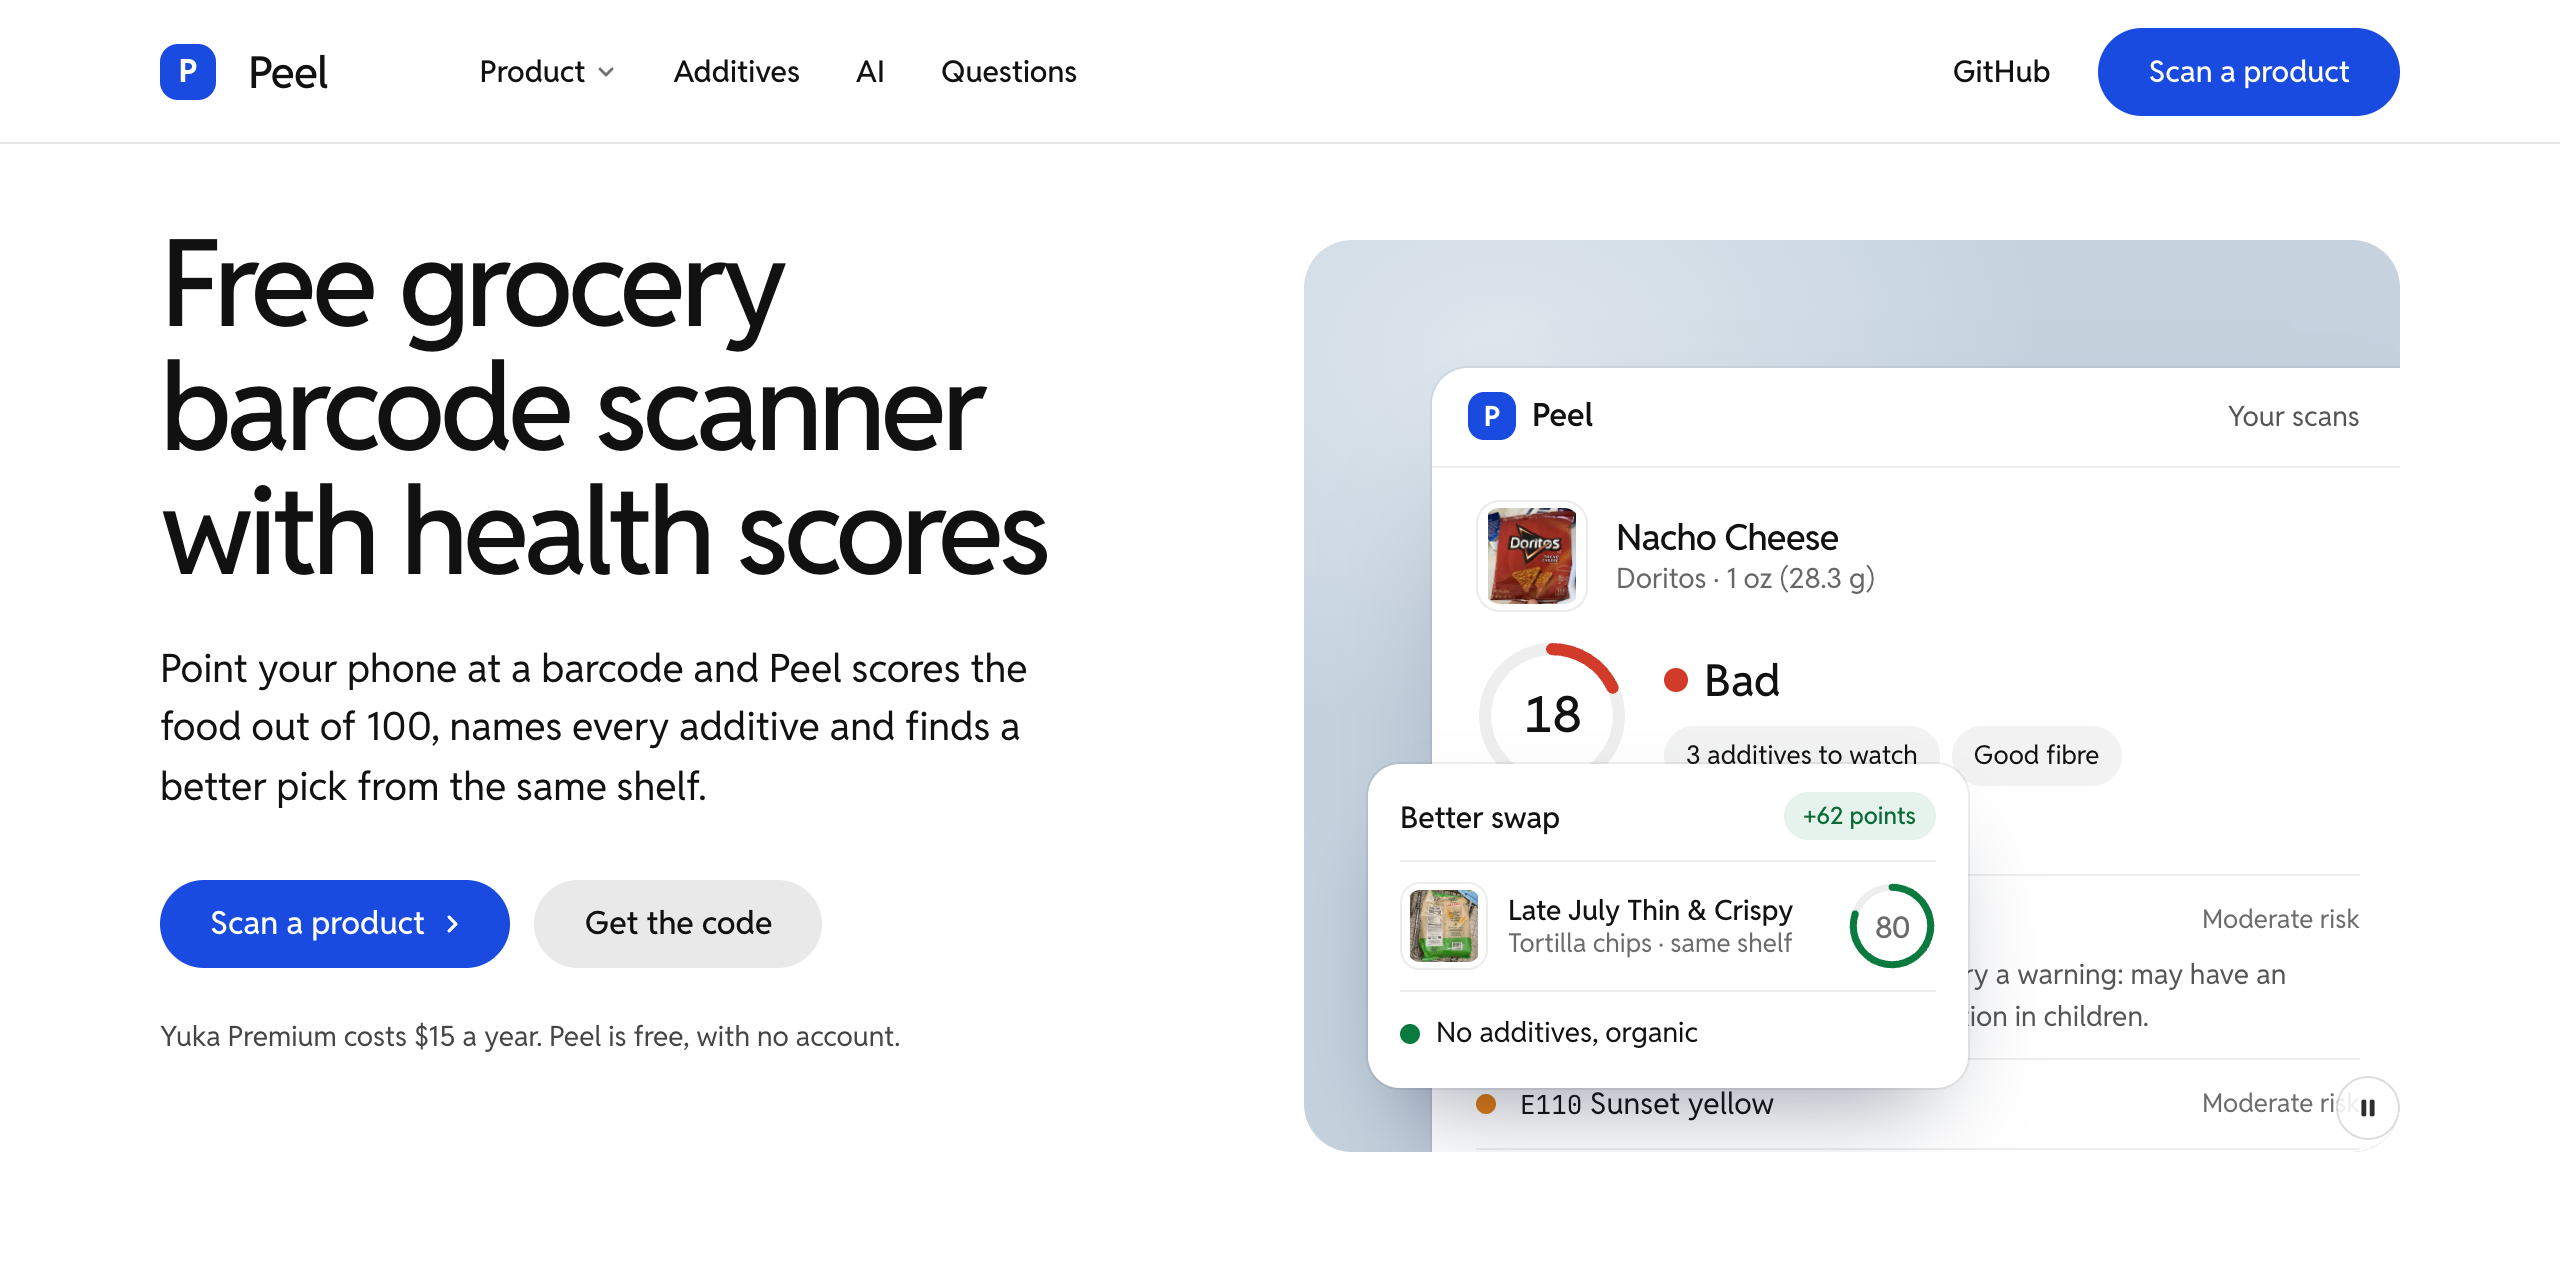 P Peel Product Additives AI Questions GitHub Scan a product
Free grocery
barcode scanner
with health scores
Point your phone at a barcode and Peel scores the
food out of 100, names every additive and finds a
better pick from the same shelf.
Scan a product Get the code
Yuka Premium costs $15 a year. Peel is free, with no account.
P Peel Your scans
Doritos
Nacho Cheese
Doritos · 1 oz (28.3 g)
18 Bad
3 additives to watch Good fibre
Better swap +62 points
Late July Thin & Crispy
Tortilla chips · same shelf
80
No additives, organic
Moderate risk
ry a warning: may have an
tion in children.
E110 Sunset yellow Moderate risk